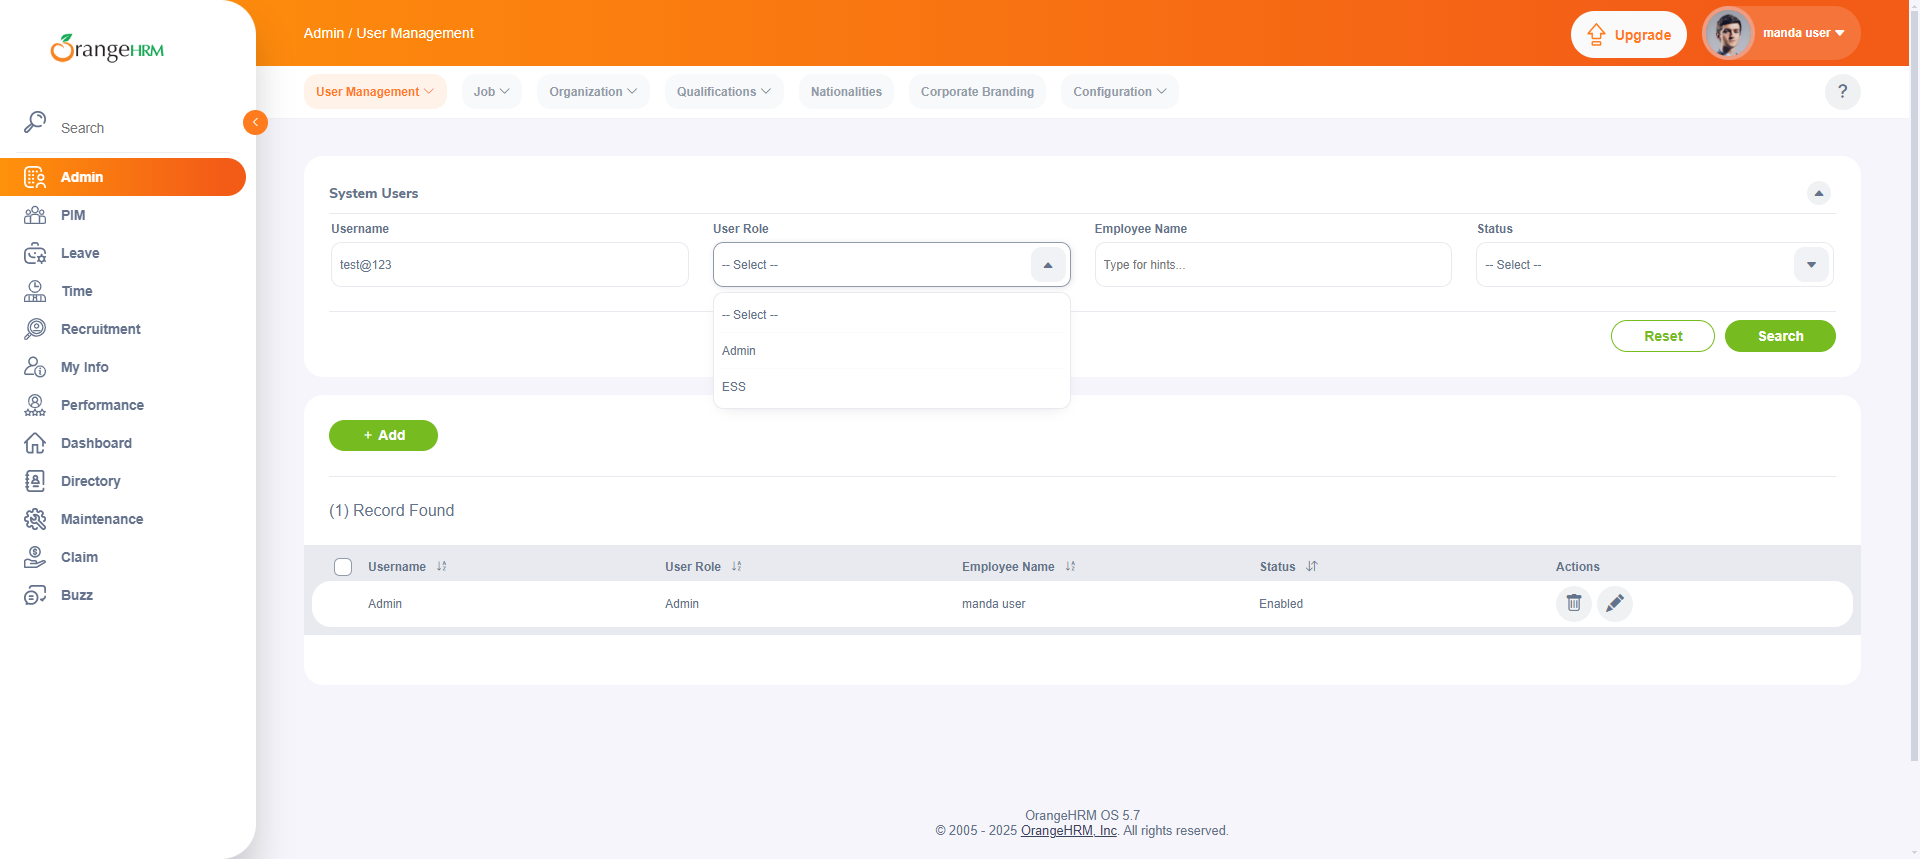 OrangeHRM
Admin / User Management
Upgrade
manda user
User Management
Job
Organization
Qualifications
Nationalities
Corporate Branding
Configuration
?
Search
Admin
PIM
Leave
Time
Recruitment
My Info
Performance
Dashboard
Directory
Maintenance
Claim
Buzz
System Users
Username
User Role
Employee Name
Status
test@123
-- Select --
Type for hints...
-- Select --
-- Select --
Admin
ESS
Reset
Search
+ Add
(1) Record Found
Username
User Role
Employee Name
Status
Actions
Admin
Admin
manda user
Enabled
OrangeHRM OS 5.7
© 2005 - 2025 OrangeHRM, Inc. All rights reserved.